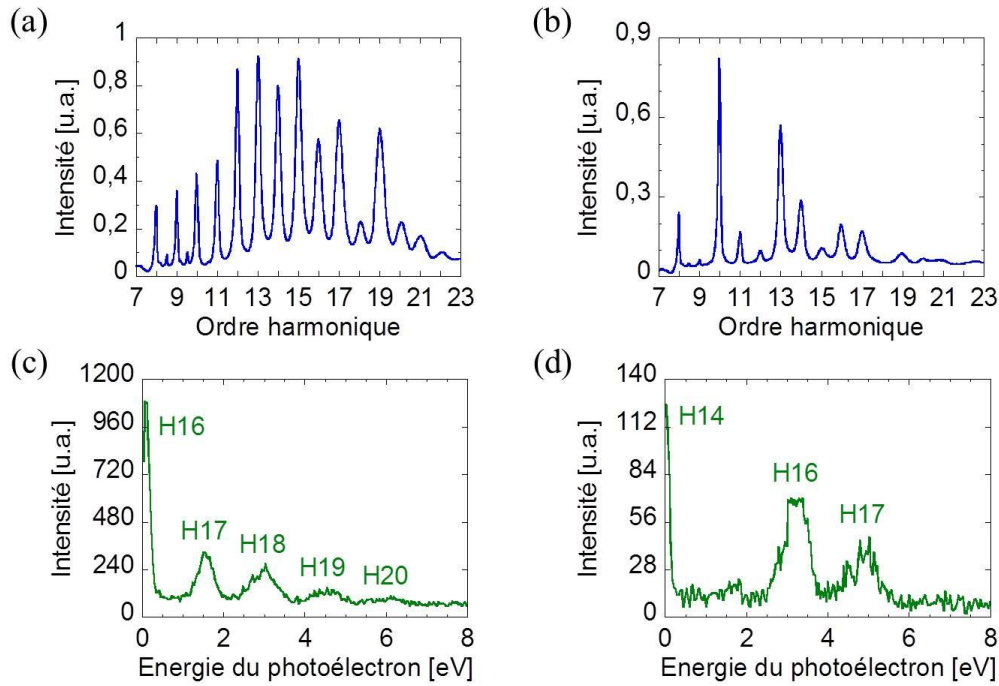 (a)
Intensité [u.a.]
1
0,8
0,6
0,4
0,2
0
7 9 11 13 15 17 19 21 23
Ordre harmonique
(b)
Intensité [u.a.]
0,9
0,6
0,3
0
7 9 11 13 15 17 19 21 23
Ordre harmonique
(c)
Intensité [u.a.]
1200
960
720
480
240
0
H16
H17
H18
H19
H20
0 2 4 6 8
Energie du photoélectron [eV]
(d)
Intensité [u.a.]
140
112
84
56
28
0
H14
H16
H17
0 2 4 6 8
Energie du photoélectron [eV]